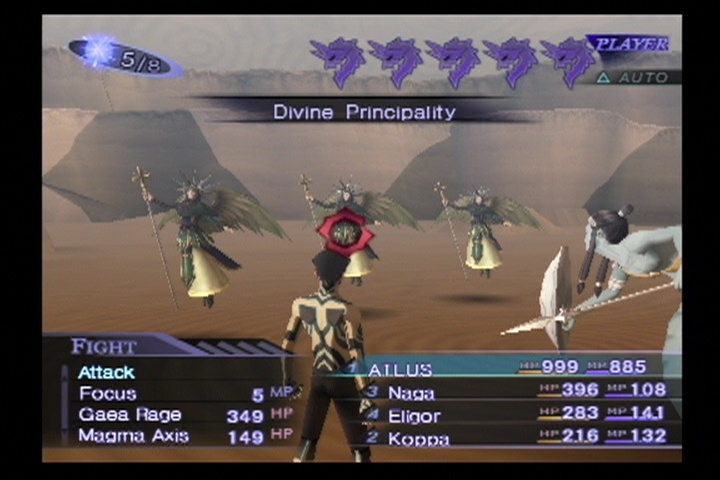 5/8
PLAYER
△ AUTO
Divine Principality
FIGHT
Attack
Focus 5 MP
Gaea Rage 349 HP
Magma Axis 149 HP
1 ATLUS HP 999 MP 885
3 Naga HP 396 MP 108
4 Eligor HP 283 MP 141
2 Koppa HP 216 MP 132